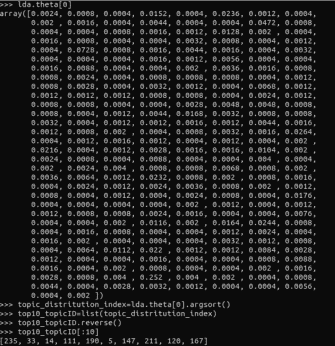 >>> lda.theta[0]
array([0.0024, 0.0008, 0.0004, 0.0152, 0.0004, 0.0236, 0.0012, 0.0004,
0.002 , 0.0016, 0.0004, 0.0044, 0.0004, 0.0004, 0.0472, 0.0008,
0.0004, 0.0004, 0.0008, 0.0016, 0.0012, 0.0128, 0.002 , 0.0004,
0.0016, 0.0008, 0.0004, 0.0004, 0.0032, 0.0008, 0.0004, 0.0012,
0.0004, 0.0728, 0.0008, 0.0016, 0.0044, 0.0016, 0.0004, 0.0032,
0.0004, 0.0004, 0.0016, 0.0012, 0.0056, 0.0004, 0.0004,
0.0016, 0.0088, 0.0004, 0.0004, 0.002 , 0.0036, 0.0016, 0.0008,
0.0008, 0.0024, 0.0004, 0.0008, 0.0008, 0.0008, 0.0012,
0.0008, 0.0028, 0.0004, 0.0032, 0.0012, 0.0004, 0.0068, 0.0012,
0.0012, 0.0012, 0.0012, 0.0008, 0.0008, 0.0004, 0.0024, 0.0012,
0.0008, 0.0008, 0.0004, 0.0004, 0.0028, 0.0048, 0.0048, 0.0008,
0.0008, 0.0004, 0.0012, 0.0044, 0.0168, 0.0032, 0.0008, 0.0008,
0.0004, 0.0012, 0.0012, 0.0012, 0.0016, 0.0012, 0.0044, 0.0016,
0.0012, 0.0008, 0.002 , 0.0004, 0.0008, 0.0032, 0.0016, 0.0264,
0.0004, 0.0012, 0.0016, 0.0012, 0.0004, 0.0012, 0.0004, 0.002 ,
0.0216, 0.0004, 0.0012, 0.0028, 0.0016, 0.0016, 0.0104, 0.002 ,
0.0024, 0.0008, 0.0004, 0.0088, 0.0004, 0.0004, 0.004 , 0.0004,
0.002 , 0.0024, 0.004 , 0.0008, 0.0008, 0.0068, 0.0008, 0.002 ,
0.0036, 0.0064, 0.0012, 0.0232, 0.0008, 0.002 , 0.0008, 0.0016,
0.0004, 0.0024, 0.0012, 0.0024, 0.0036, 0.0008, 0.002 , 0.0012,
0.0008, 0.0004, 0.0012, 0.0004, 0.0024, 0.0008, 0.0004, 0.0176,
0.0004, 0.0004, 0.0004, 0.0004, 0.002 , 0.0012, 0.0004, 0.0012,
0.0012, 0.0008, 0.0008, 0.0024, 0.0016, 0.0004, 0.0004, 0.0076,
0.0004, 0.0004, 0.002 , 0.0116, 0.002 , 0.0164, 0.0244, 0.0008,
0.0004, 0.0016, 0.0008, 0.0004, 0.0004, 0.0012, 0.0024, 0.0004,
0.0016, 0.002 , 0.0004, 0.0004, 0.0004, 0.0032, 0.0012, 0.0008,
0.0004, 0.0064, 0.0112, 0.022 , 0.0012, 0.0012, 0.0084, 0.0028,
0.0012, 0.0004, 0.0004, 0.0016, 0.0004, 0.0004, 0.0008, 0.0088,
0.0016, 0.0004, 0.002 , 0.0008, 0.0004, 0.0004, 0.002 , 0.0016,
0.0028, 0.0008, 0.004 , 0.252 , 0.0004, 0.002 , 0.0004, 0.0008,
0.0044, 0.0004, 0.0028, 0.0032, 0.0012, 0.0004, 0.0004, 0.0056,
0.0004, 0.002 ])
>>> topic_distritution_index=lda.theta[0].argsort()
>>> top10_topicID=list(topic_distritution_index)
>>> top10_topicID.reverse()
>>> top10_topicID[:10]
[235, 33, 14, 111, 190, 5, 147, 211, 120, 167]